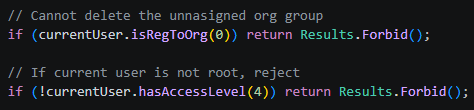 // Cannot delete the unnasigned org group
if (currentUser.isRegToOrg(0)) return Results.Forbid();
// If current user is not root, reject
if (!currentUser.hasAccessLevel(4)) return Results.Forbid();